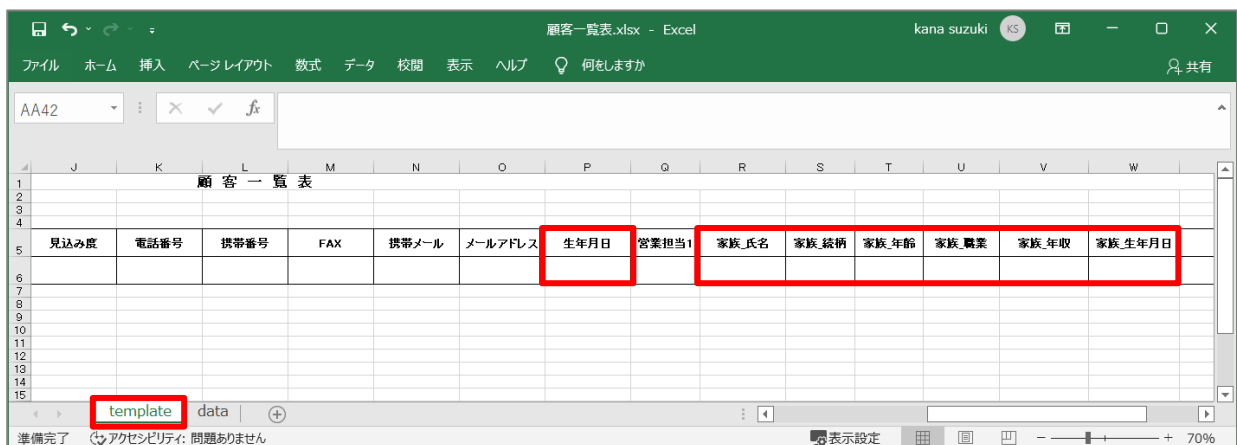 顧客一覧表.xlsx - Excel kana suzuki KS
ファイル ホーム 挿入 ページ レイアウト 数式 データ 校閲 表示 ヘルプ 何をしますか 共有
AA42 fx
J K L M N O P Q R S T U V W
1 顧 客 一 覧 表
2
3
4
5 見込み度 電話番号 携帯番号 FAX 携帯メール メールアドレス 生年月日 営業担当1 家族_氏名 家族_続柄 家族_年齢 家族_職業 家族_年収 家族_生年月日
6
7
8
9
10
11
12
13
14
15
template data
準備完了 アクセシビリティ: 問題ありません 表示設定 70%